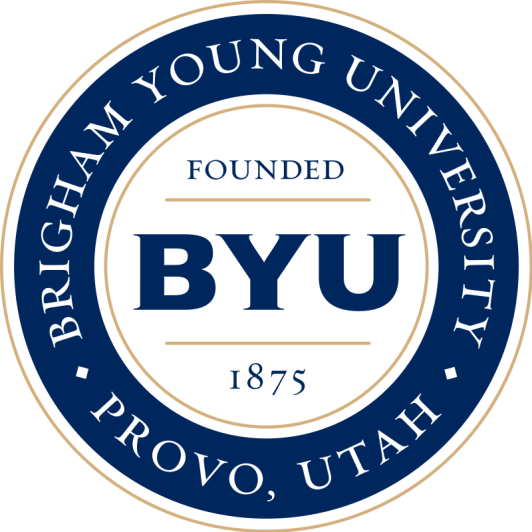 BRIGHAM YOUNG UNIVERSITY
FOUNDED
BYU
1875
PROVO, UTAH